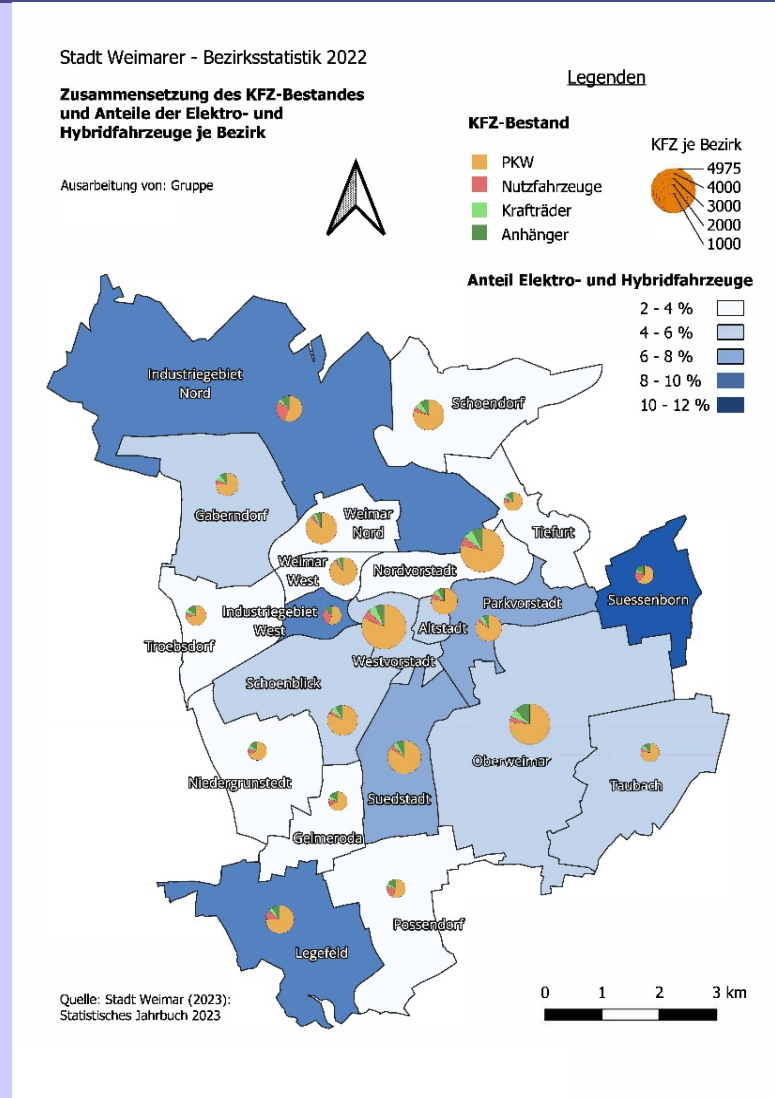 Stadt Weimarer - Bezirksstatistik 2022
Zusammensetzung des KFZ-Bestandes
und Anteile der Elektro- und
Hybridfahrzeuge je Bezirk
Ausarbeitung von: Gruppe
Legenden
KFZ-Bestand
PKW
Nutzfahrzeuge
Krafträder
Anhänger
KFZ je Bezirk
4975
4000
3000
2000
1000
Anteil Elektro- und Hybridfahrzeuge
2 - 4 %
4 - 6 %
6 - 8 %
8 - 10 %
10 - 12 %
Industriegebiet
Nord
Schoendorf
Gaberndorf
Weimar
Nord
Tiefurt
Weimar
West
Nordvorstadt
Suessenborn
Parkvorstadt
Industriegebiet
West
Altstadt
Troebsdorf
Westvorstadt
Schoenblick
Oberweimar
Niedergrunstedt
Taubach
Suedstadt
Gelmeroda
Possendorf
Legefeld
Quelle: Stadt Weimar (2023):
Statistisches Jahrbuch 2023
0 1 2 3 km